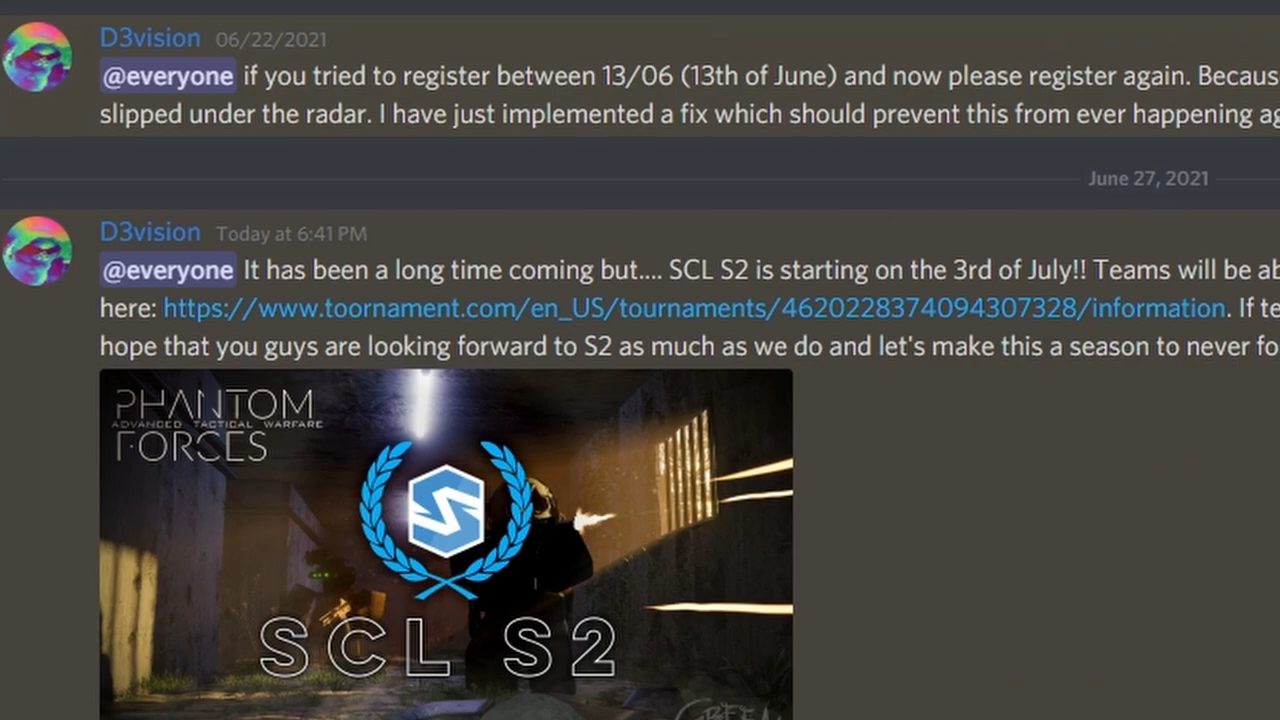 D3vision 06/22/2021
@everyone if you tried to register between 13/06 (13th of June) and now please register again. Becaus
slipped under the radar. I have just implemented a fix which should prevent this from ever happening ag
June 27, 2021
D3vision Today at 6:41 PM
@everyone It has been a long time coming but.... SCL S2 is starting on the 3rd of July!! Teams will be ab
here: https://www.toornament.com/en_US/tournaments/4620228374094307328/information. If te
hope that you guys are looking forward to S2 as much as we do and let's make this a season to never fo
PHANTOM
ADVANCED TACTICAL WARFARE
FORCES
SCL S2